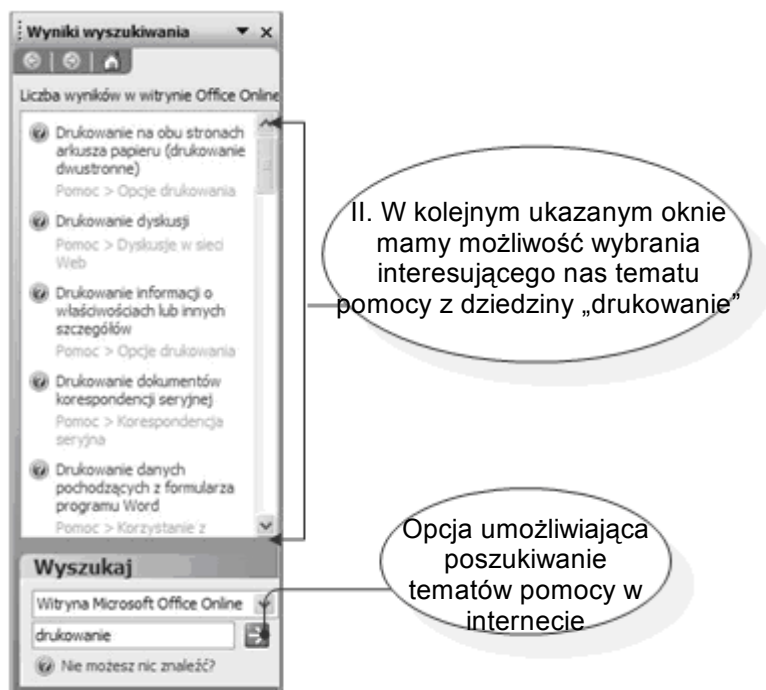 Wyniki wyszukiwania
Liczba wyników w witrynie Office Online
Drukowanie na obu stronach
arkusza papieru (drukowanie
dwustronne)
Pomoc > Opcje drukowania
Drukowanie dyskusji
Pomoc > Dyskusje w sieci
Web
Drukowanie informacji o
właściwościach lub innych
szczegółów
Pomoc > Opcje drukowania
Drukowanie dokumentów
korespondencji seryjnej
Pomoc > Korespondencja
seryjna
Drukowanie danych
pochodzących z formularza
programu Word
Pomoc > Korzystanie z
Wyszukaj
Witryna Microsoft Office Online
drukowanie
Nie możesz nic znaleźć?
II. W kolejnym ukazanym oknie
mamy możliwość wybrania
interesującego nas tematu
pomocy z dziedziny „drukowanie”
Opcja umożliwiająca
poszukiwanie
tematów pomocy w
internecie